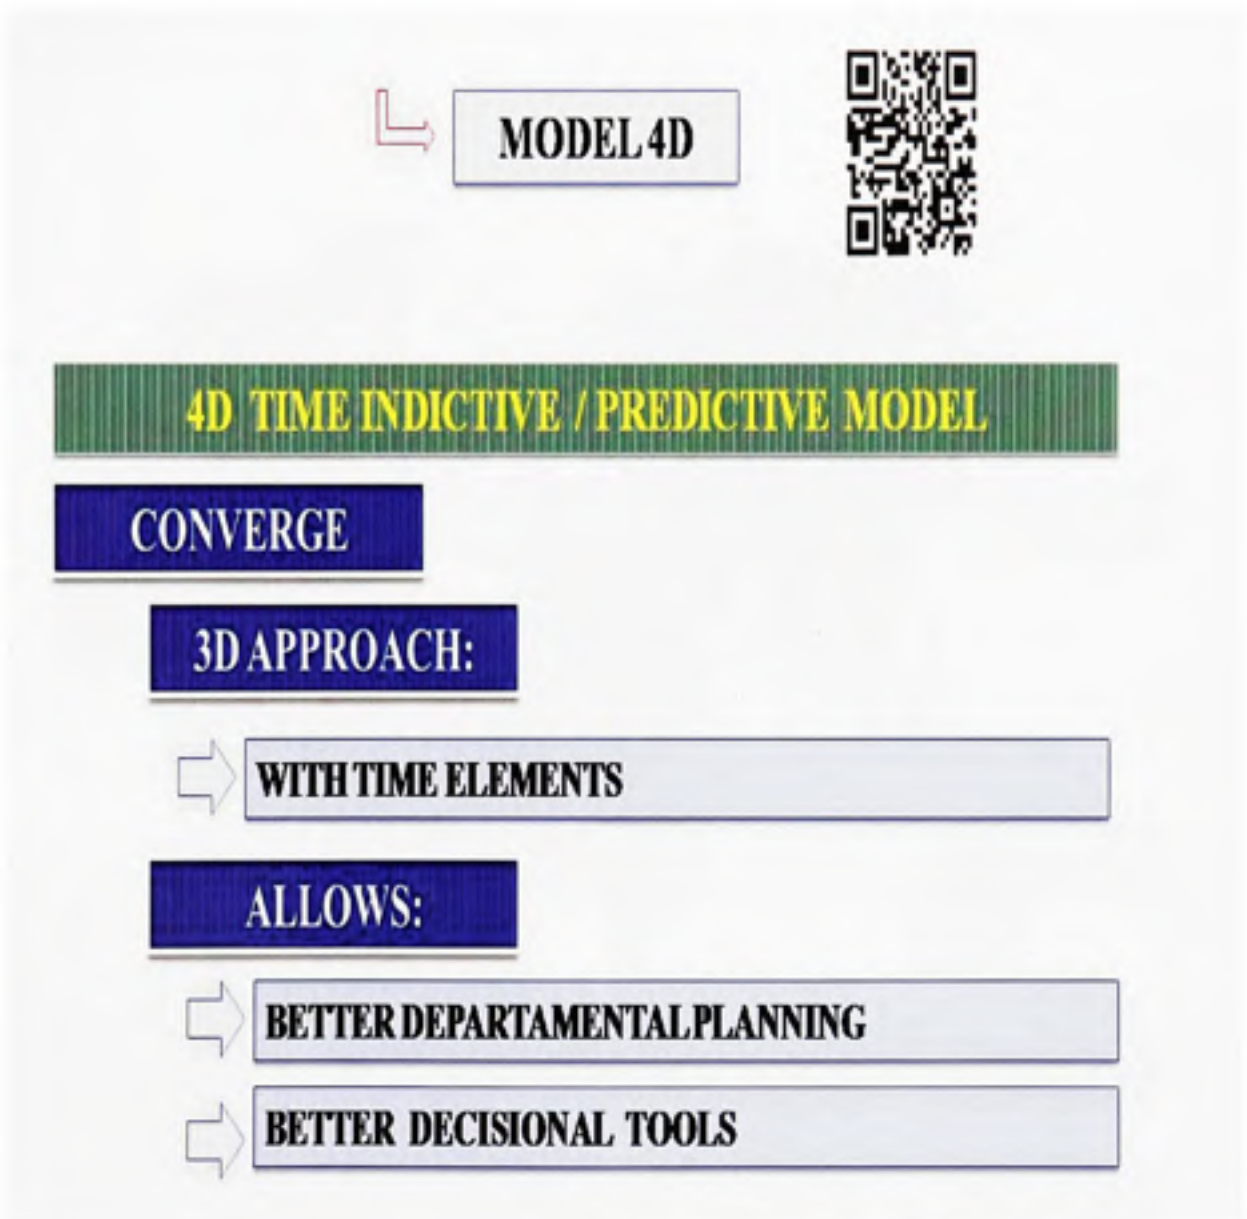 MODEL 4D
4D TIME INDICTIVE / PREDICTIVE MODEL
CONVERGE
3D APPROACH:
WITH TIME ELEMENTS
ALLOWS:
BETTER DEPARTAMENTAL PLANNING
BETTER DECISIONAL TOOLS